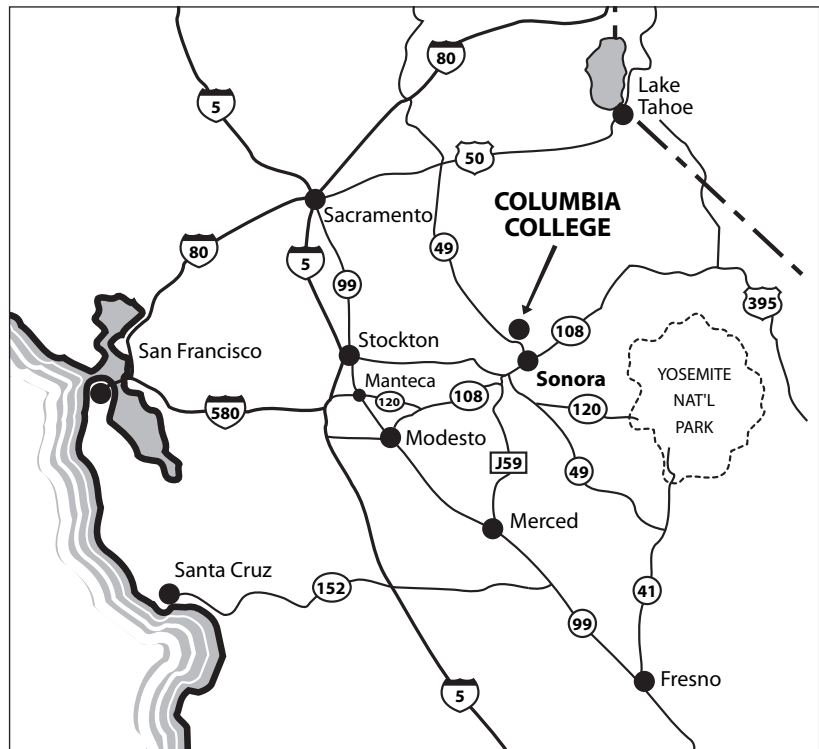 80
5
Lake
Tahoe
50
COLUMBIA
COLLEGE
Sacramento
80
5
49
99
395
108
San Francisco
Stockton
Sonora
YOSEMITE
NAT'L
PARK
Manteca
120
108
120
580
Modesto
J59
49
Merced
Santa Cruz
152
41
99
Fresno
5